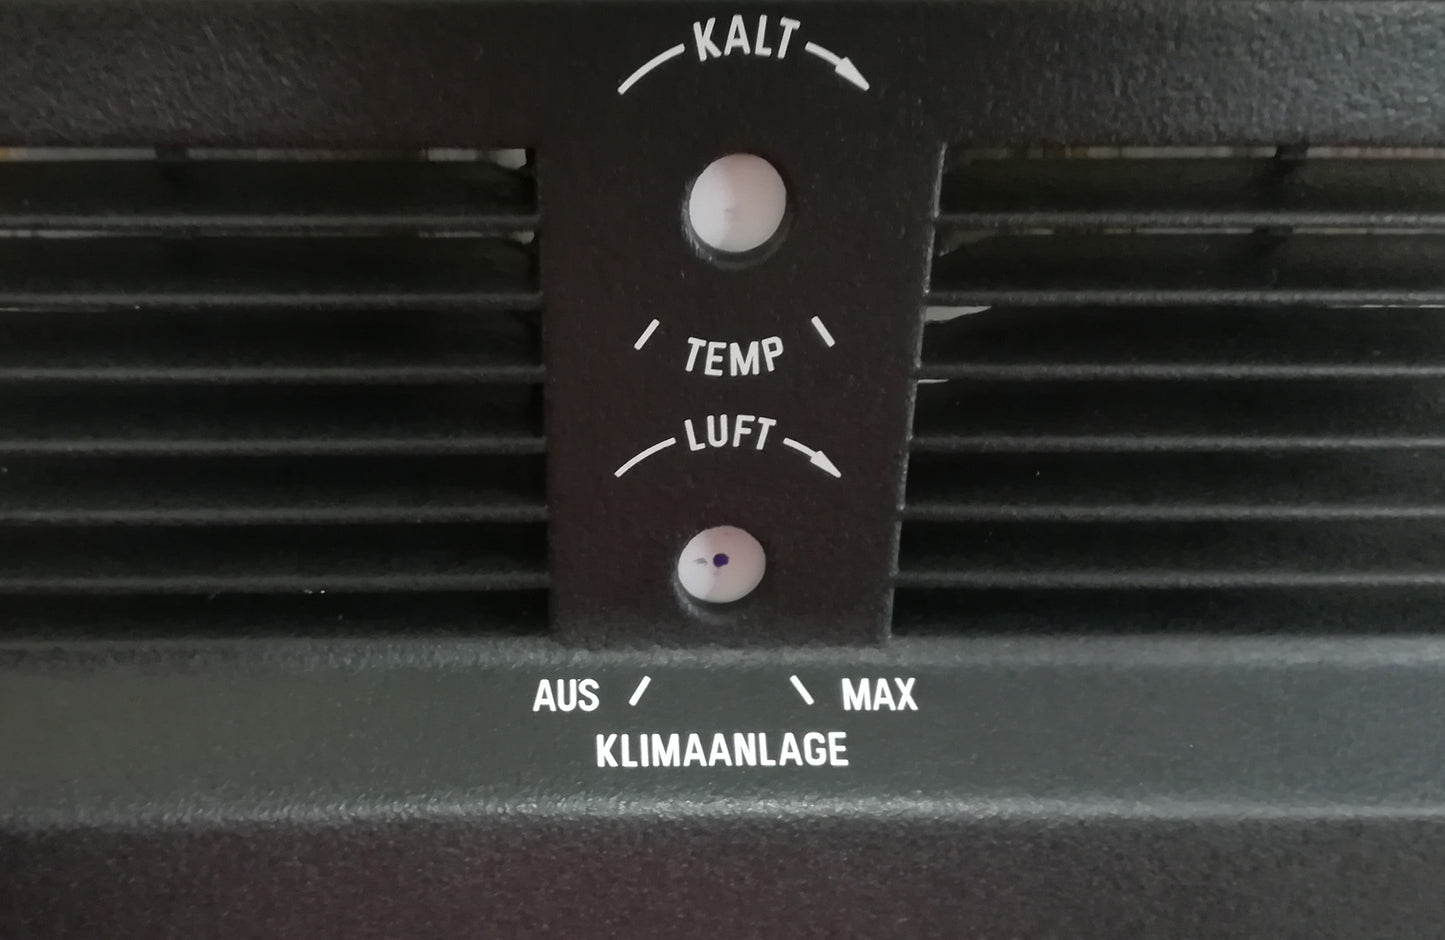 KALT
TEMP
LUFT
AUS MAX
KLIMAANLAGE